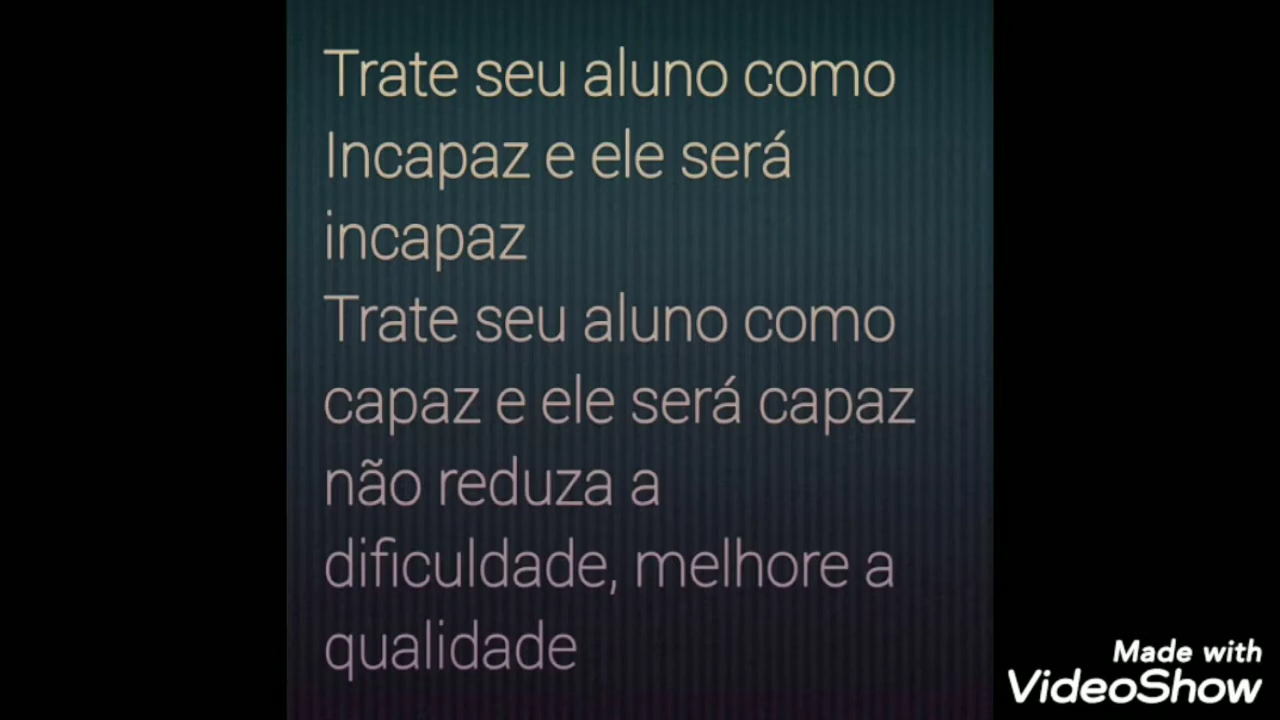 Trate seu aluno como
Incapaz e ele será
incapaz
Trate seu aluno como
capaz e ele será capaz
não reduza a
dificuldade, melhore a
qualidade
Made with
VideoShow